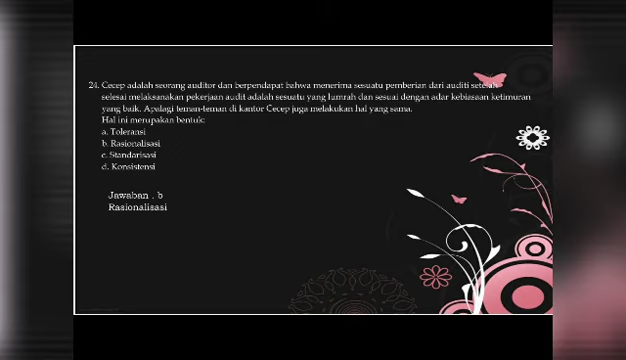 24. Cecep adalah seorang auditor dan berpendapat bahwa menerima sesuatu pemberian dari auditi setelah
selesai melaksanakan pekerjaan audit adalah sesuatu yang lumrah dan sesuai dengan adar kebiasaan ketimuran
yang baik. Apalagi teman-teman di kantor Cecep juga melakukan hal yang sama.
Hal ini merupakan bentuk:
a. Toleransi
b. Rasionalisasi
c. Standarisasi
d. Konsistensi
Jawaban , b
Rasionalisasi